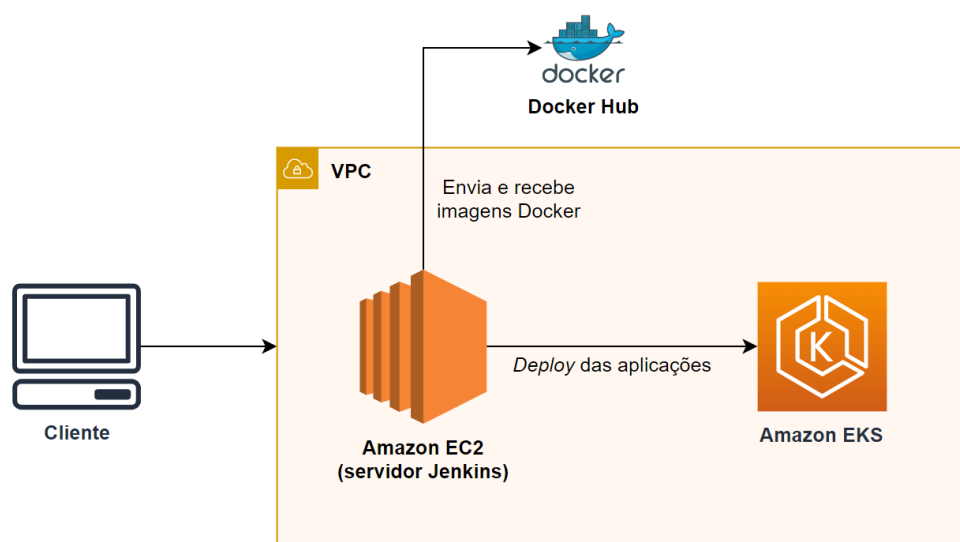 docker
Docker Hub
VPC
Envia e recebe
imagens Docker
Cliente
Deploy das aplicações
K
Amazon EC2
(servidor Jenkins)
Amazon EKS